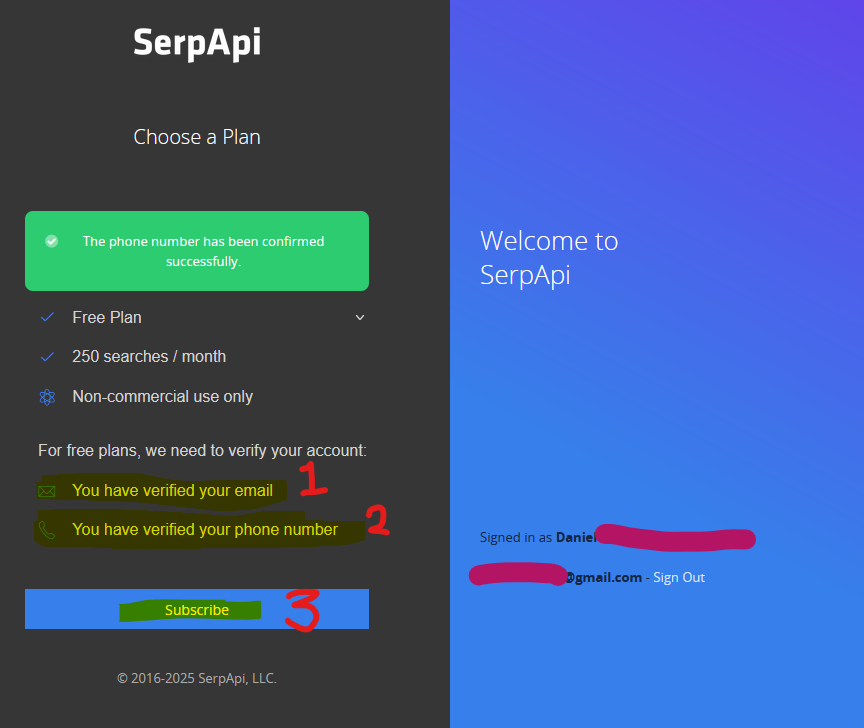 SerpApi
Choose a Plan
The phone number has been confirmed
successfully.
Free Plan
250 searches / month
Non-commercial use only
For free plans, we need to verify your account:
You have verified your email 1
You have verified your phone number 2
Subscribe 3
© 2016-2025 SerpApi, LLC.
Welcome to
SerpApi
Signed in as Daniel
@gmail.com - Sign Out